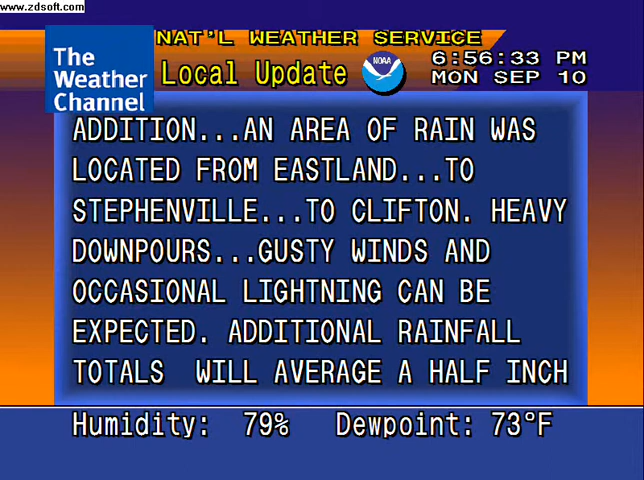 www.zdsoft.com
NAT'L WEATHER SERVICE
The
Weather
Channel
Local Update
NOAA
6:56:33 PM
MON SEP 10
ADDITION...AN AREA OF RAIN WAS
LOCATED FROM EASTLAND...TO
STEPHENVILLE...TO CLIFTON. HEAVY
DOWNPOURS...GUSTY WINDS AND
OCCASIONAL LIGHTNING CAN BE
EXPECTED. ADDITIONAL RAINFALL
TOTALS  WILL AVERAGE A HALF INCH
Humidity:  79%   Dewpoint: 73°F